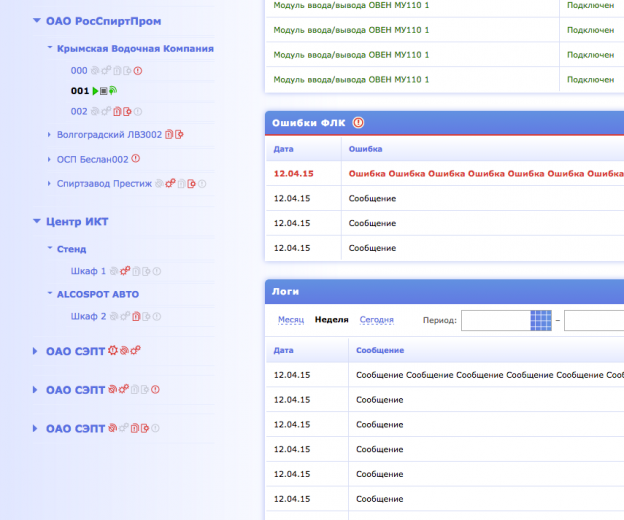 ОАО РосСпиртПром
Крымская Водочная Компания
000
001
002
Волгоградский ЛВЗ002
ОСП Беслан002
Спиртзавод Престиж
Центр ИКТ
Стенд
Шкаф 1
ALCOSPOT АВТО
Шкаф 2
ОАО СЭПТ
ОАО СЭПТ
ОАО СЭПТ
Модуль ввода/вывода ОВЕН МУ110 1 Подключен
Модуль ввода/вывода ОВЕН МУ110 1 Подключен
Модуль ввода/вывода ОВЕН МУ110 1 Подключен
Модуль ввода/вывода ОВЕН МУ110 1 Подключен
Ошибки ФЛК
Дата Ошибка
12.04.15 Ошибка Ошибка Ошибка Ошибка Ошибка Ошибка Ошибка
12.04.15 Сообщение
12.04.15 Сообщение
12.04.15 Сообщение
Логи
Месяц Неделя Сегодня Период: –
Дата Сообщение
12.04.15 Сообщение Сообщение Сообщение Сообщение Сообщение Сооб
12.04.15 Сообщение
12.04.15 Сообщение
12.04.15 Сообщение
12.04.15 Сообщение
12.04.15 Сообщение